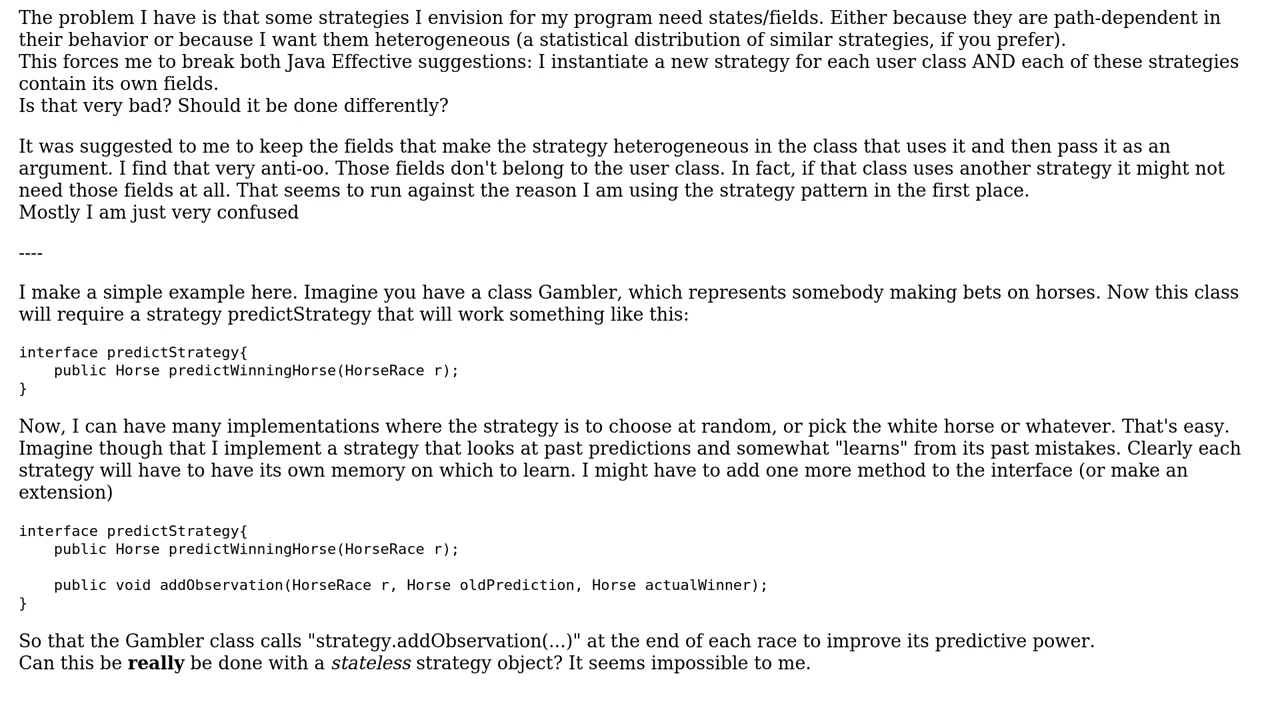 The problem I have is that some strategies I envision for my program need states/fields. Either because they are path-dependent in
their behavior or because I want them heterogeneous (a statistical distribution of similar strategies, if you prefer).
This forces me to break both Java Effective suggestions: I instantiate a new strategy for each user class AND each of these strategies
contain its own fields.
Is that very bad? Should it be done differently?
It was suggested to me to keep the fields that make the strategy heterogeneous in the class that uses it and then pass it as an
argument. I find that very anti-oo. Those fields don't belong to the user class. In fact, if that class uses another strategy it might not
need those fields at all. That seems to run against the reason I am using the strategy pattern in the first place.
Mostly I am just very confused
----
I make a simple example here. Imagine you have a class Gambler, which represents somebody making bets on horses. Now this class
will require a strategy predictStrategy that will work something like this:
interface predictStrategy{
    public Horse predictWinningHorse(HorseRace r);
}
Now, I can have many implementations where the strategy is to choose at random, or pick the white horse or whatever. That's easy.
Imagine though that I implement a strategy that looks at past predictions and somewhat "learns" from its past mistakes. Clearly each
strategy will have to have its own memory on which to learn. I might have to add one more method to the interface (or make an
extension)
interface predictStrategy{
    public Horse predictWinningHorse(HorseRace r);
    public void addObservation(HorseRace r, Horse oldPrediction, Horse actualWinner);
}
So that the Gambler class calls "strategy.addObservation(...)" at the end of each race to improve its predictive power.
Can this be really be done with a stateless strategy object? It seems impossible to me.